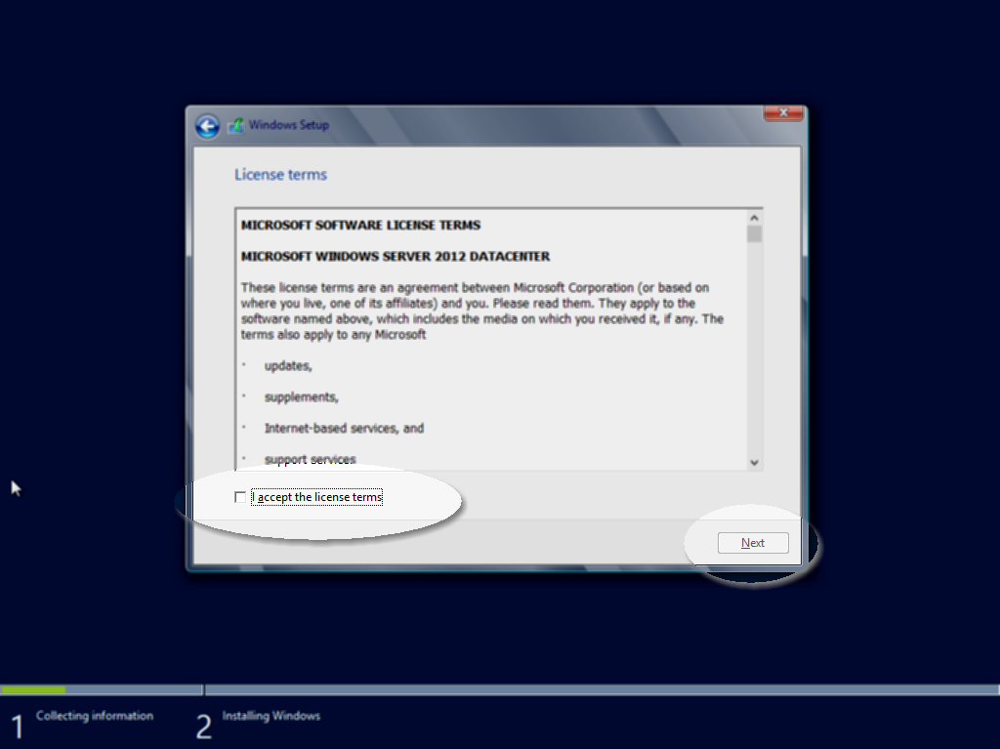 Windows Setup
License terms
MICROSOFT SOFTWARE LICENSE TERMS
MICROSOFT WINDOWS SERVER 2012 DATACENTER
These license terms are an agreement between Microsoft Corporation (or based on
where you live, one of its affiliates) and you. Please read them. They apply to the
software named above, which includes the media on which you received it, if any. The
terms also apply to any Microsoft
· updates,
· supplements,
· Internet-based services, and
· support services
I accept the license terms
Next
1 Collecting information
2 Installing Windows